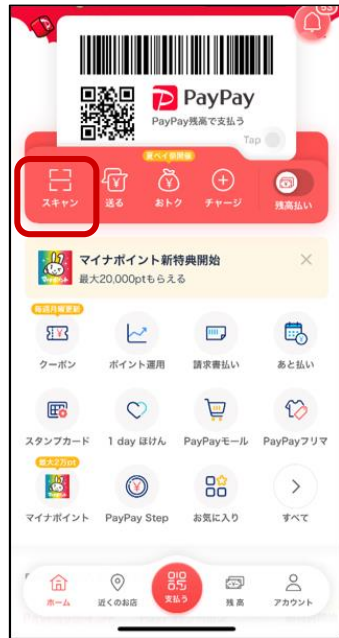 53
PayPay
PayPay残高で支払う
Tap
スキャン
送る
おトク
チャージ
残高払い
マイナポイント新特典開始
最大20,000ptもらえる
毎週月曜更新
クーポン
ポイント運用
請求書払い
あと払い
スタンプカード
1 day ほけん
PayPayモール
PayPayフリマ
最大2万pt
マイナポイント
PayPay Step
お気に入り
すべて
ホーム
近くのお店
支払う
残高
アカウント